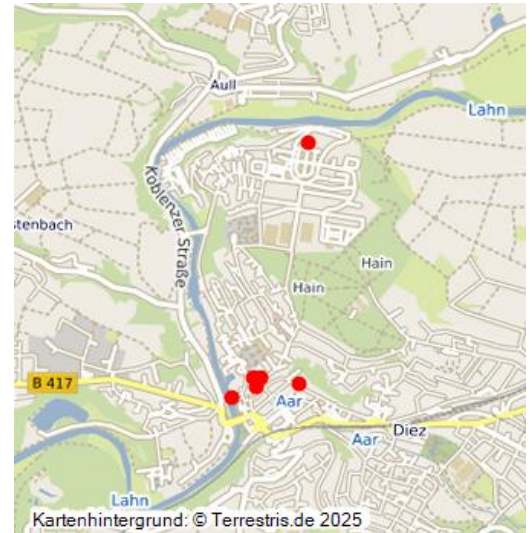 Aull
Lahn
Koblenzer Straße
stenbach
Hain
Hain
B 417
Aar
Diez
Aar
Lahn
Kartenhintergrund: © Terrestris.de 2025